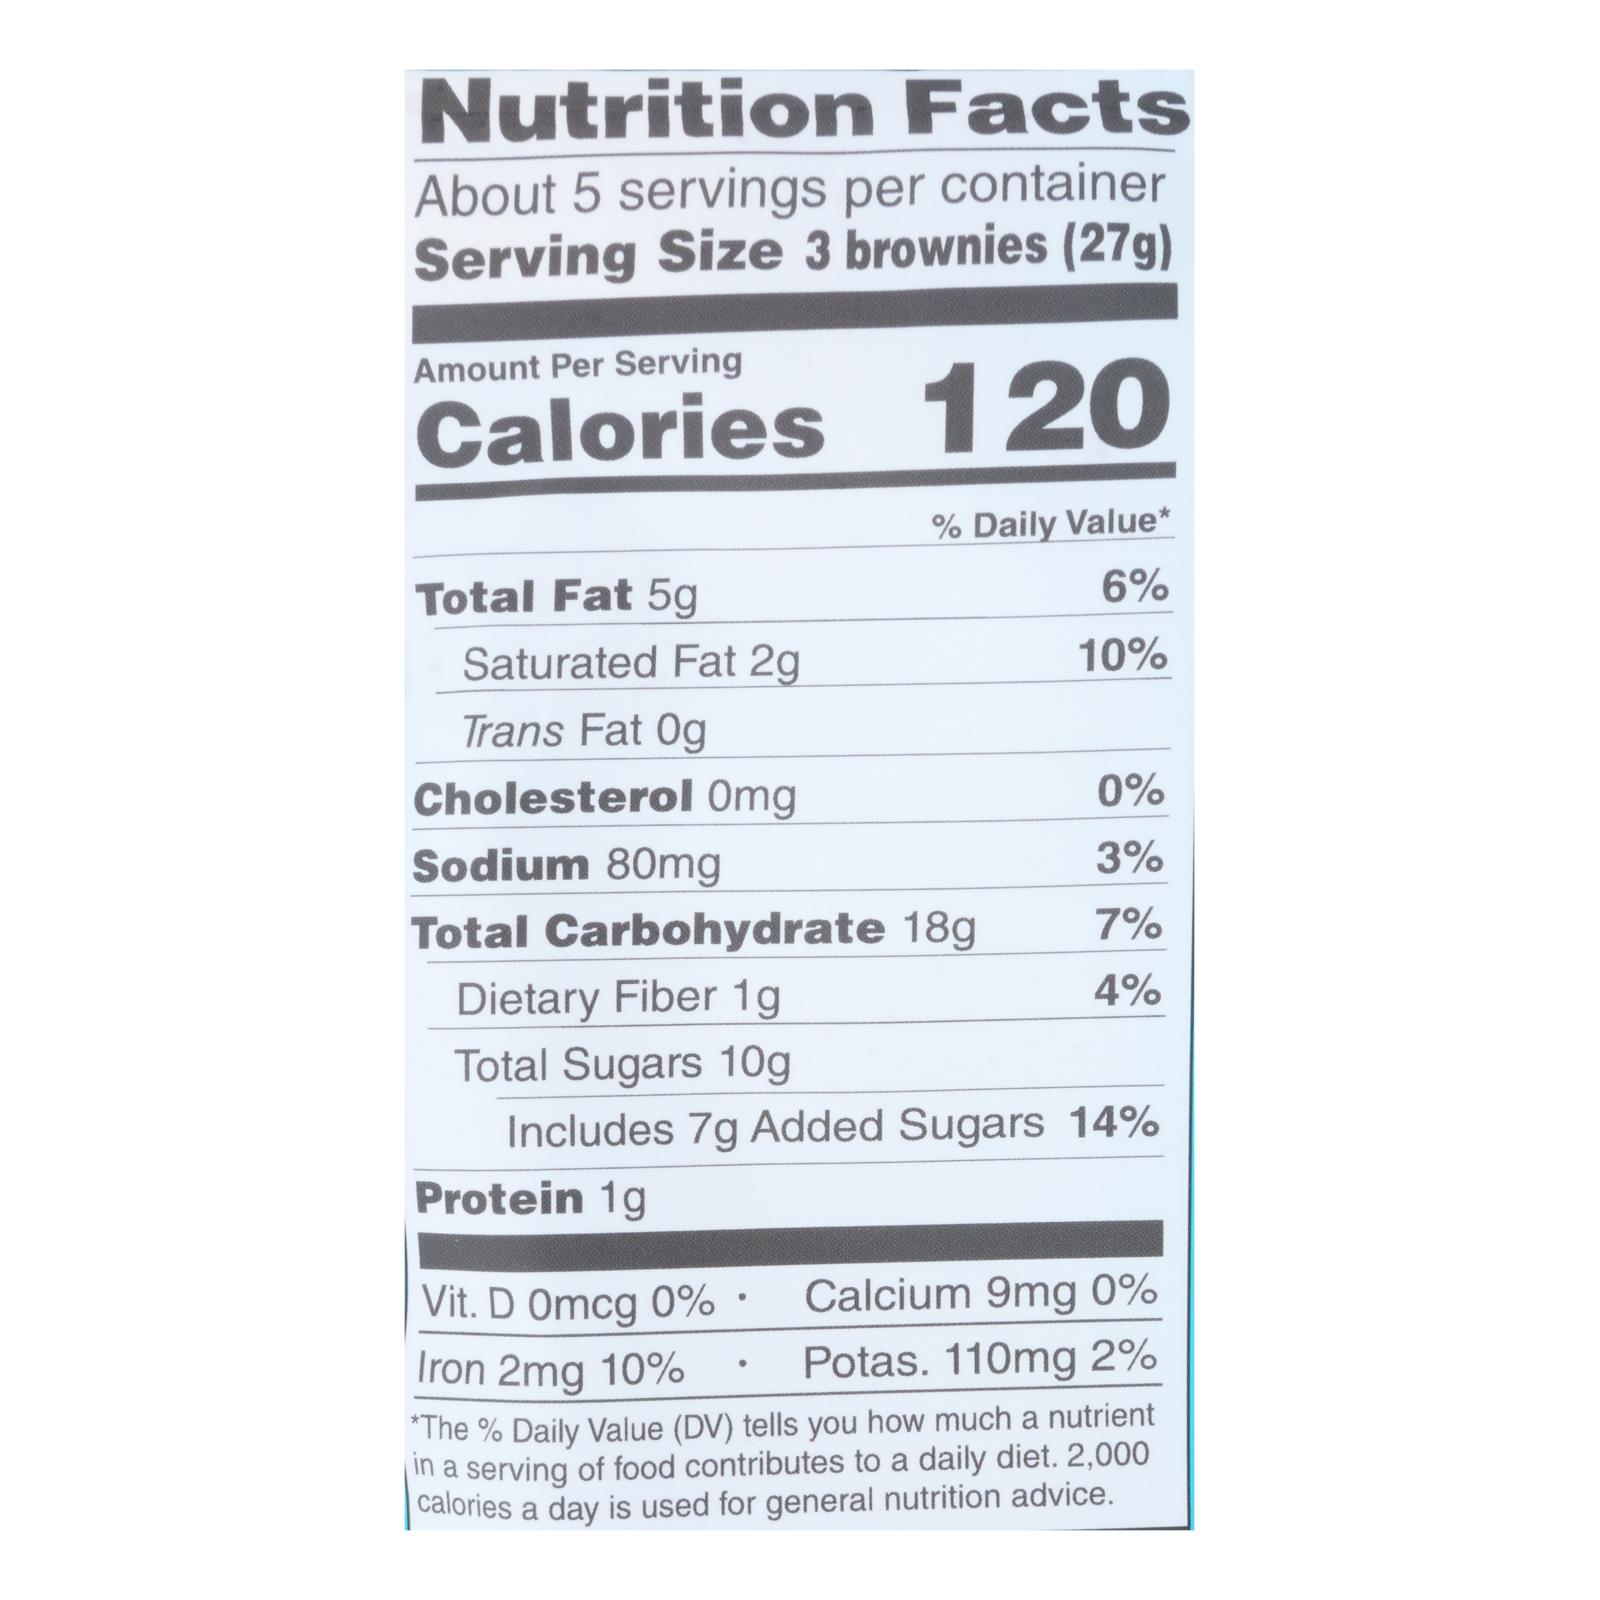 Nutrition Facts
About 5 servings per container
Serving Size 3 brownies (27g)
Amount Per Serving
Calories 120
% Daily Value*
Total Fat 5g 6%
Saturated Fat 2g 10%
Trans Fat 0g
Cholesterol 0mg 0%
Sodium 80mg 3%
Total Carbohydrate 18g 7%
Dietary Fiber 1g 4%
Total Sugars 10g
Includes 7g Added Sugars 14%
Protein 1g
Vit. D 0mcg 0% • Calcium 9mg 0%
Iron 2mg 10% • Potas. 110mg 2%
*The % Daily Value (DV) tells you how much a nutrient
in a serving of food contributes to a daily diet. 2,000
calories a day is used for general nutrition advice.